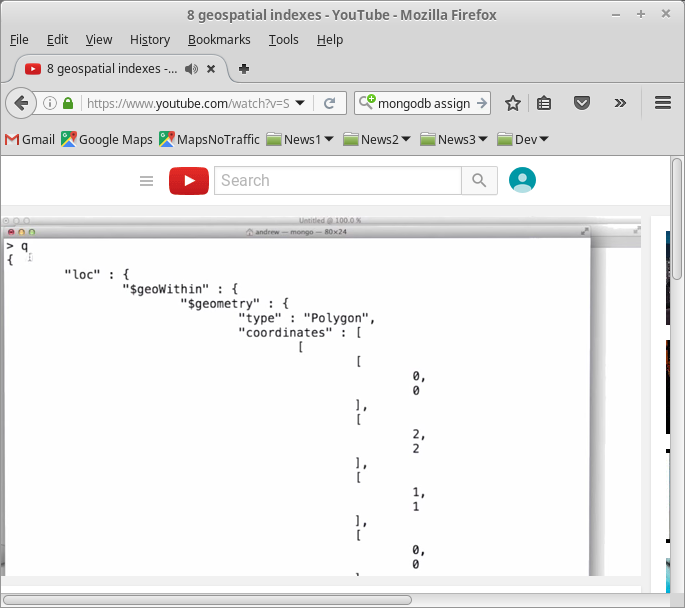 8 geospatial indexes - YouTube - Mozilla Firefox
File Edit View History Bookmarks Tools Help
8 geospatial indexes -...
https://www.youtube.com/watch?v=S
mongodb assign
Gmail Google Maps MapsNoTraffic News1 News2 News3 Dev
Search
Untitled @ 100.0 %
andrew — mongo — 80×24
> q
{
"loc" : {
"$geoWithin" : {
"$geometry" : {
"type" : "Polygon",
"coordinates" : [
[
[
0,
0
],
[
2,
2
],
[
1,
1
],
[
0,
0
]